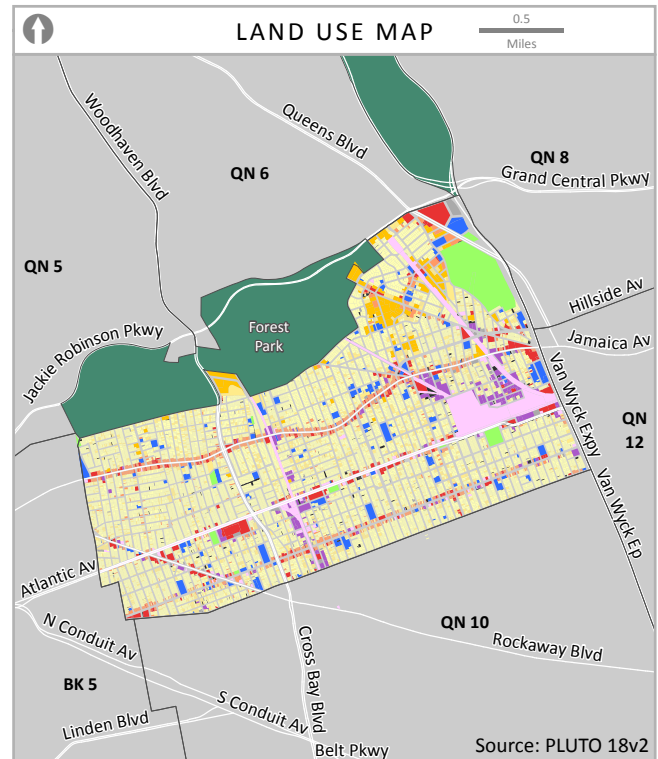 LAND USE MAP
0.5
Miles
Woodhaven Blvd
Queens Blvd
QN 8
QN 6
Grand Central Pkwy
QN 5
Hillside Av
Forest
Park
Jackie Robinson Pkwy
Jamaica Av
Van Wyck Expy
QN
12
Van Wyck Ep
Atlantic Av
N Conduit Av
QN 10
Rockaway Blvd
BK 5
Cross Bay Blvd
S Conduit Av
Linden Blvd
Belt Pkwy
Source: PLUTO 18v2